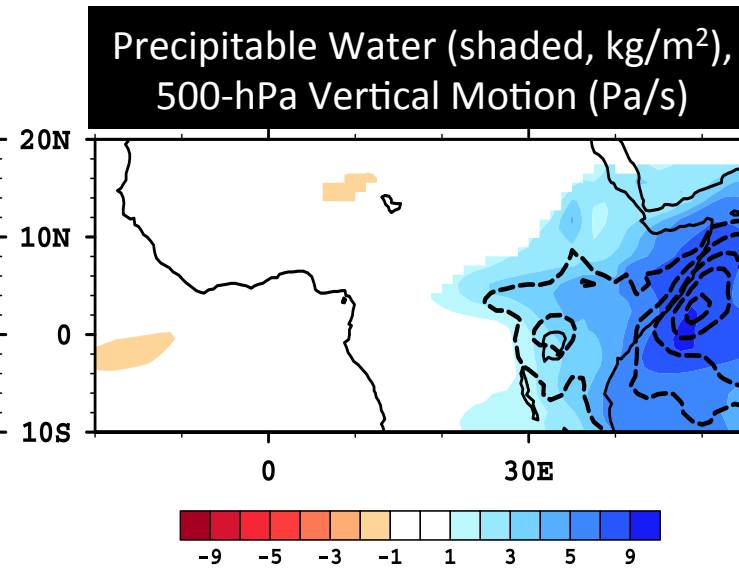 Precipitable Water (shaded, kg/m²),
500-hPa Vertical Motion (Pa/s)
20N
10N
0
10S
0 30E
-9 -5 -3 -1 1 3 5 9